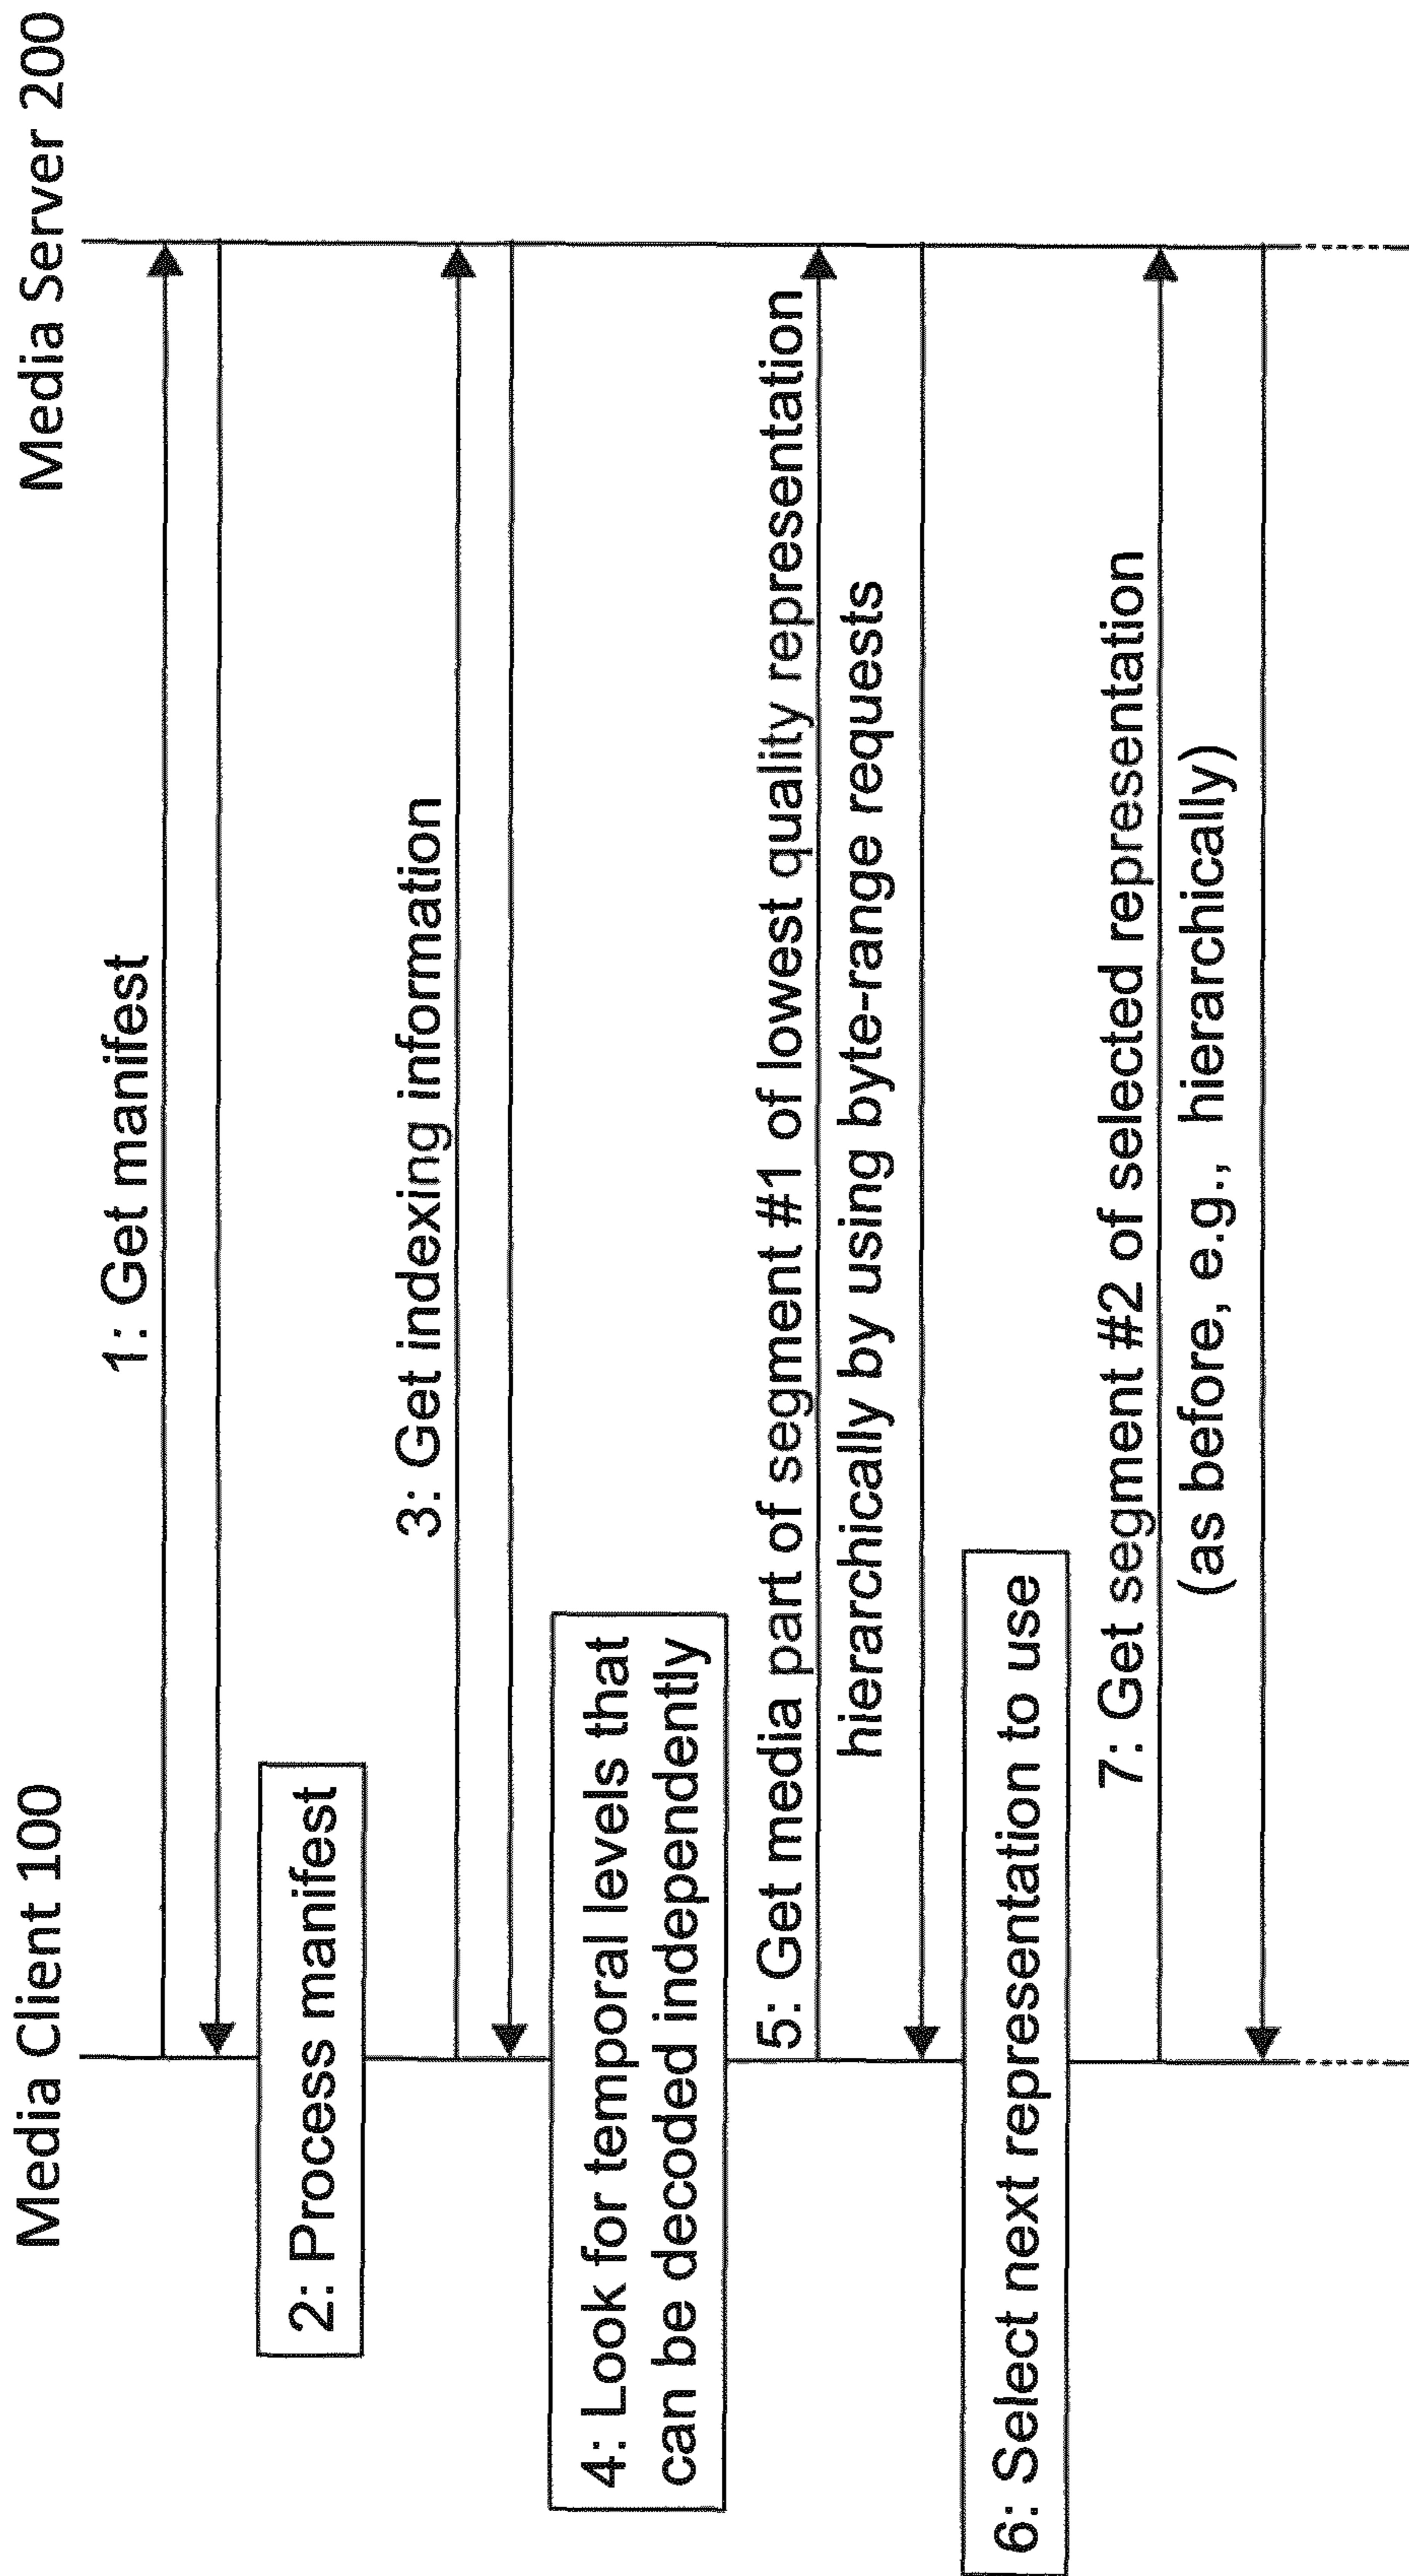 Media Client 100
Media Server 200
1: Get manifest
2: Process manifest
3: Get indexing information
4: Look for temporal levels that
can be decoded independently
5: Get media part of segment #1 of lowest quality representation
hierarchically by using byte-range requests
6: Select next representation to use
7: Get segment #2 of selected representation
(as before, e.g., hierarchically)